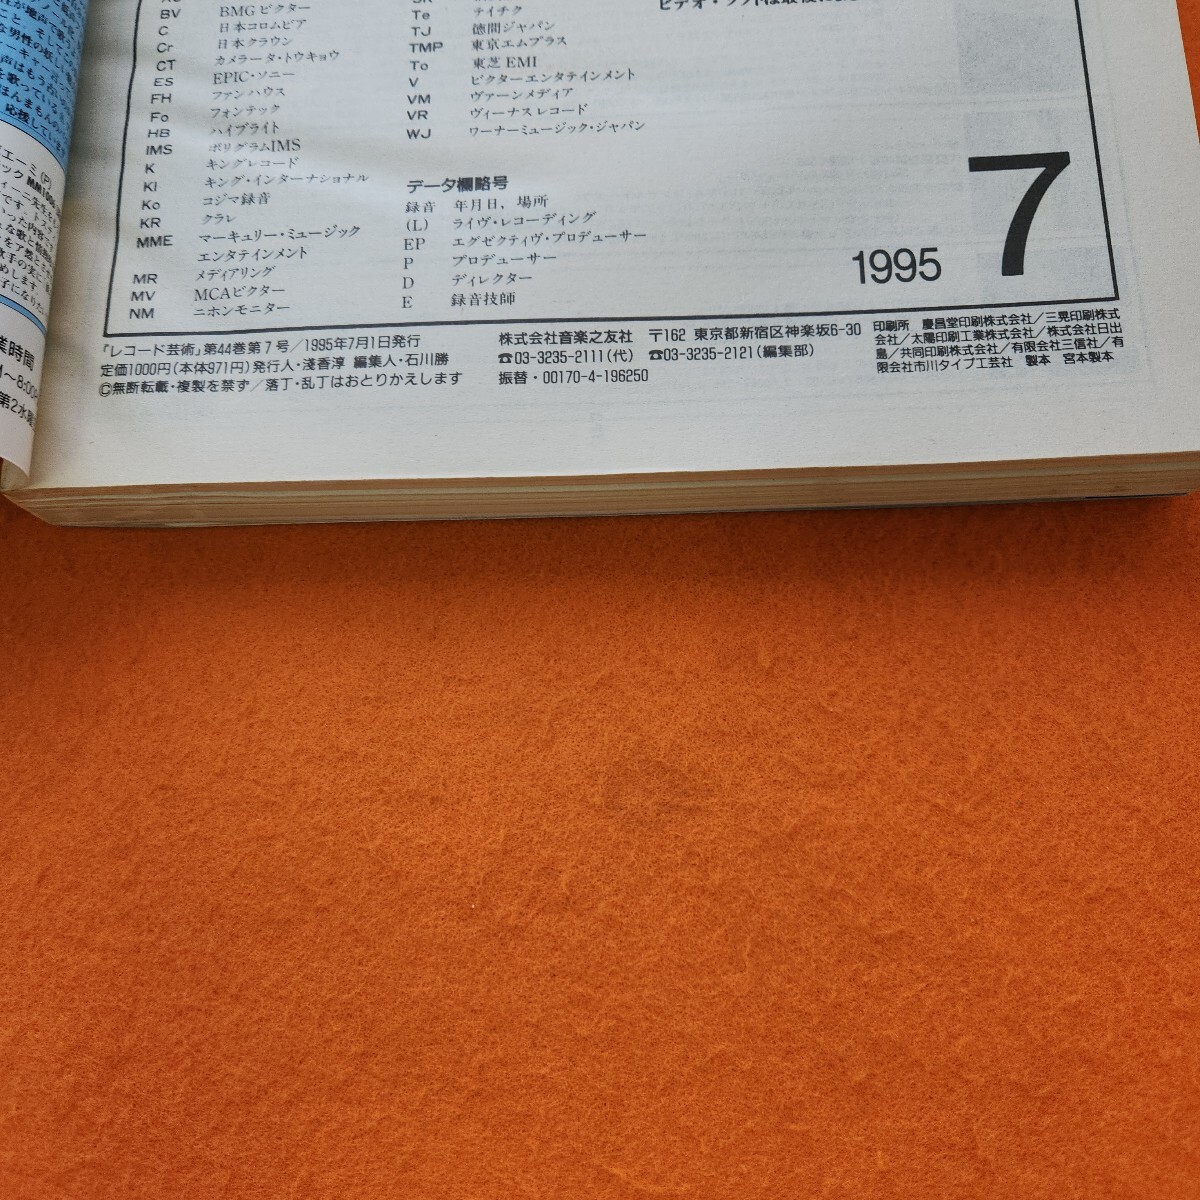 BV BMGビクター
C 日本コロムビア
Cr 日本クラウン
CT カメラータ・トウキョウ
ES EPIC・ソニー
FH ファンハウス
Fo フォンテック
HB ハイブライト
IMS ポリグラムIMS
K キングレコード
KI キング・インターナショナル
Ko コジマ録音
KR クラレ
MME マーキュリー・ミュージック
エンタテインメント
MR メディアリング
MV MCAビクター
NM ニホンモニター
Te テイチク
TJ 徳間ジャパン
TMP 東京エムプラス
To 東芝EMI
V ビクターエンタテインメント
VM ヴァーンメディア
VR ヴィーナスレコード
WJ ワーナーミュージック・ジャパン
データ欄略号
録音 年月日，場所
(L) ライヴ・レコーディング
EP エグゼクティヴ・プロデューサー
P プロデューサー
D ディレクター
E 録音技師
1995 7
「レコード芸術」第44巻第7号／1995年7月1日発行
定価1000円(本体971円)発行人・淺香淳 編集人・石川勝
©無断転載・複製を禁ず／落丁・乱丁はおとりかえします
株式会社音楽之友社 〒162 東京都新宿区神楽坂6-30
☎03-3235-2111(代) ☎03-3235-2121(編集部)
振替・00170-4-196250
印刷所 慶昌堂印刷株式会社／三晃印刷株式
会社／太陽印刷工業株式会社／株式会社日出
島／共同印刷株式会社／有限会社三信社／有
限会社市川タイプ工芸社 製本 宮本製本
業時間
第2水曜